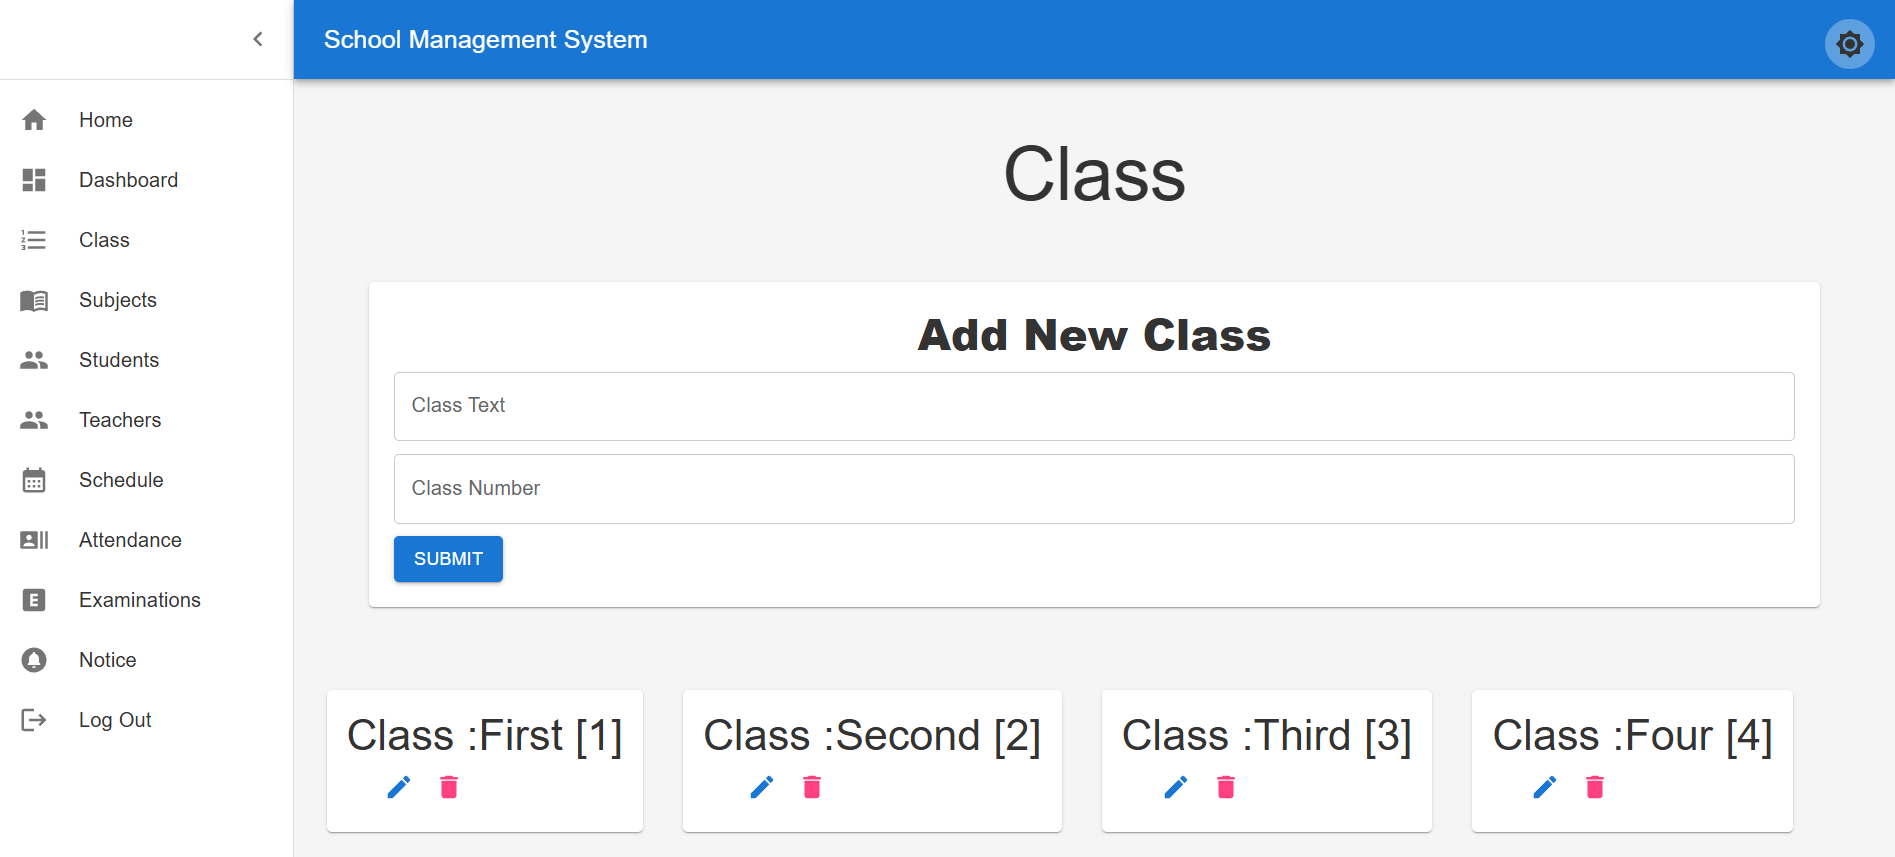 School Management System
Home
Dashboard
Class
Subjects
Students
Teachers
Schedule
Attendance
Examinations
Notice
Log Out
Class
Add New Class
Class Text
Class Number
SUBMIT
Class :First [1]
Class :Second [2]
Class :Third [3]
Class :Four [4]